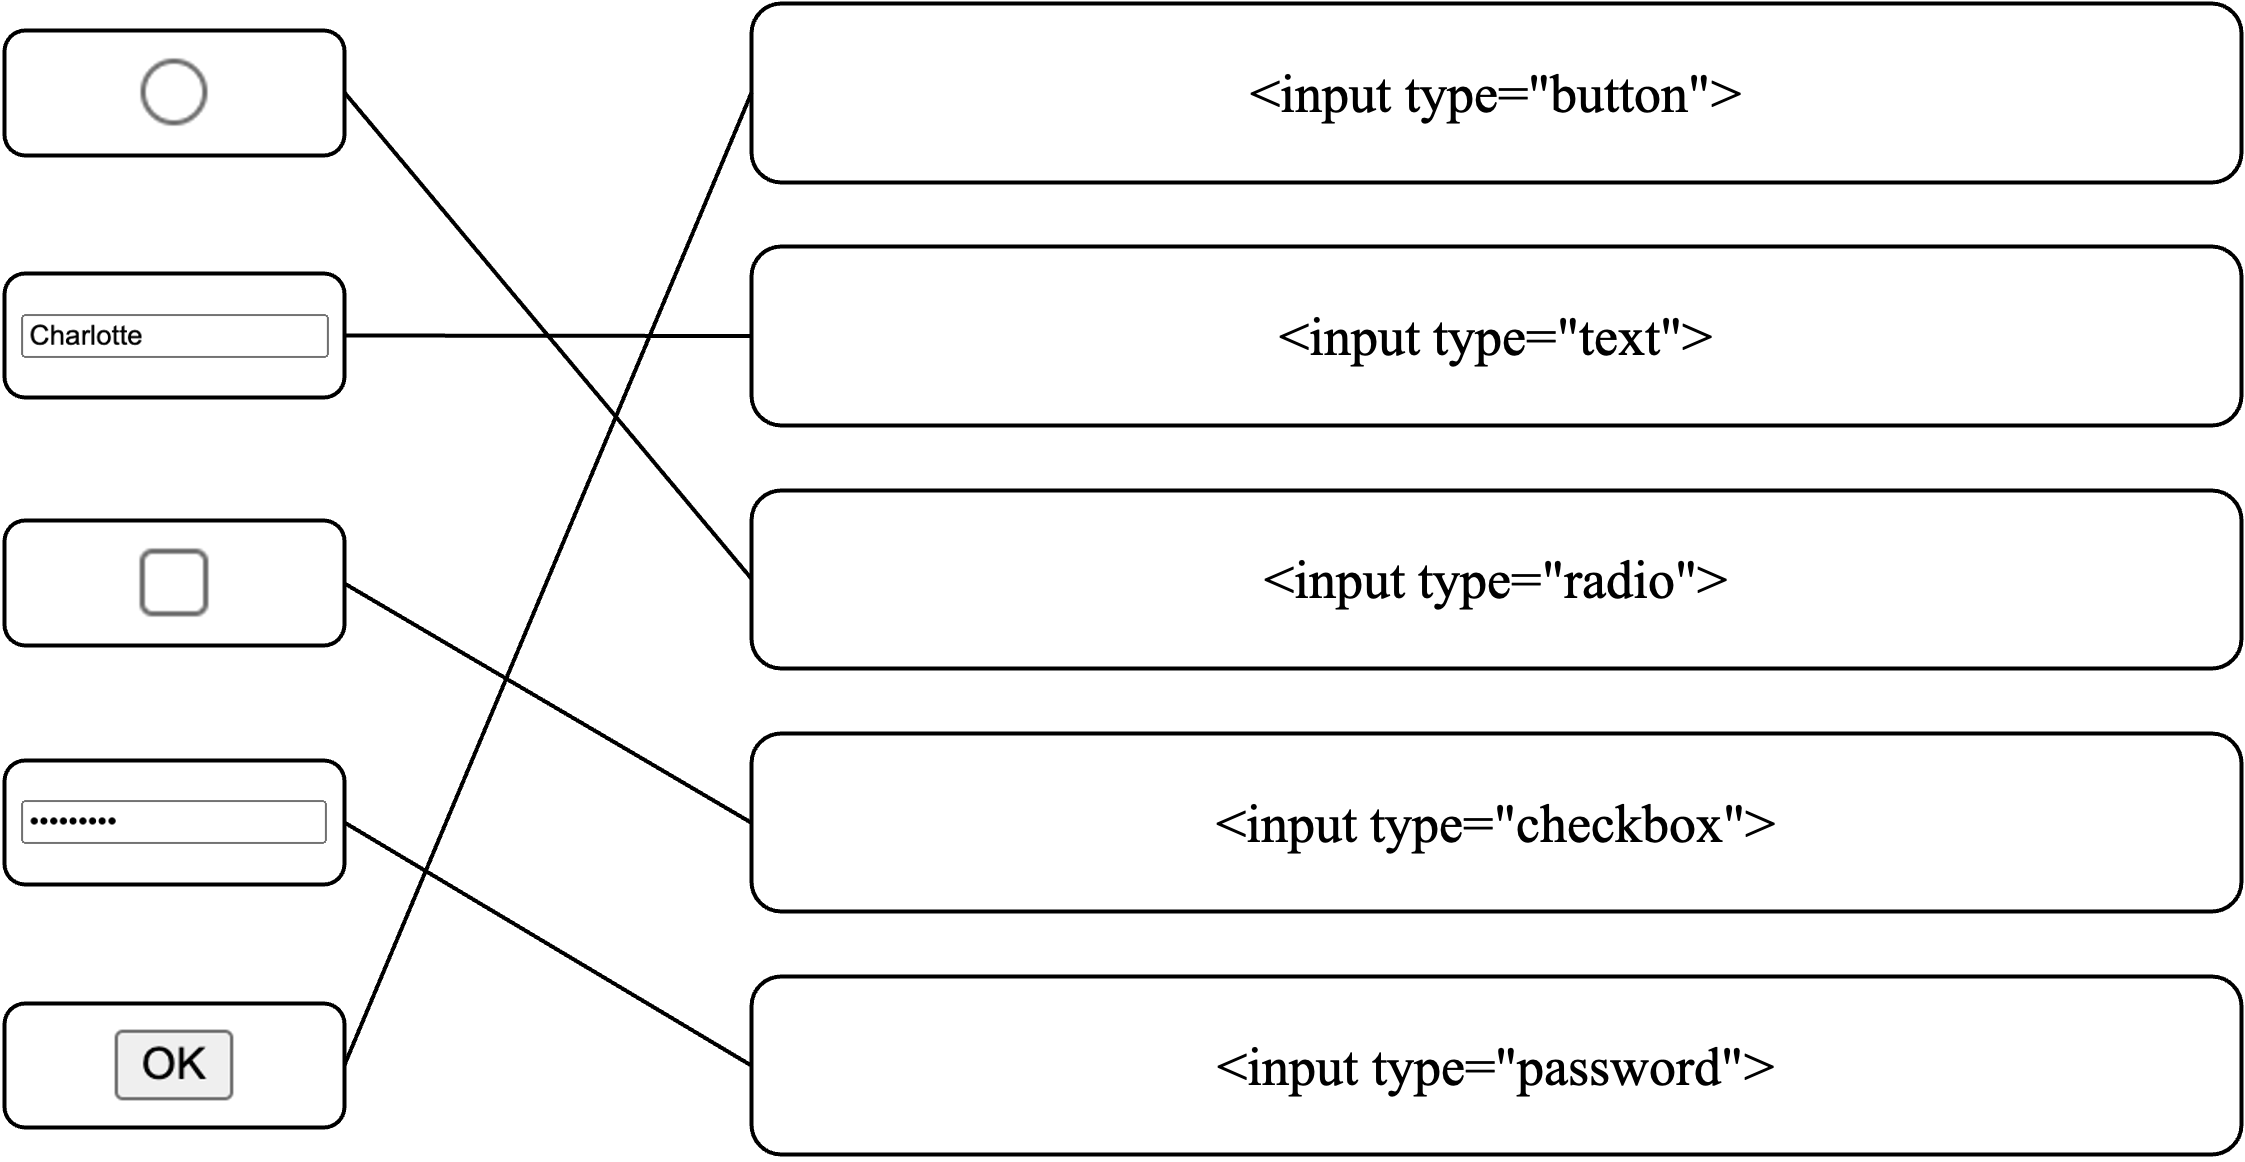 <input type="button">
Charlotte
<input type="text">
<input type="radio">
<input type="checkbox">
•••••••••
<input type="password">
OK